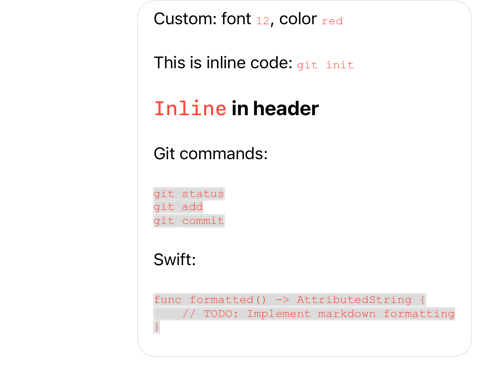 Custom: font 12, color red
This is inline code: git init
Inline in header
Git commands:
git status
git add
git commit
Swift:
func formatted() -> AttributedString {
    // TODO: Implement markdown formatting
}